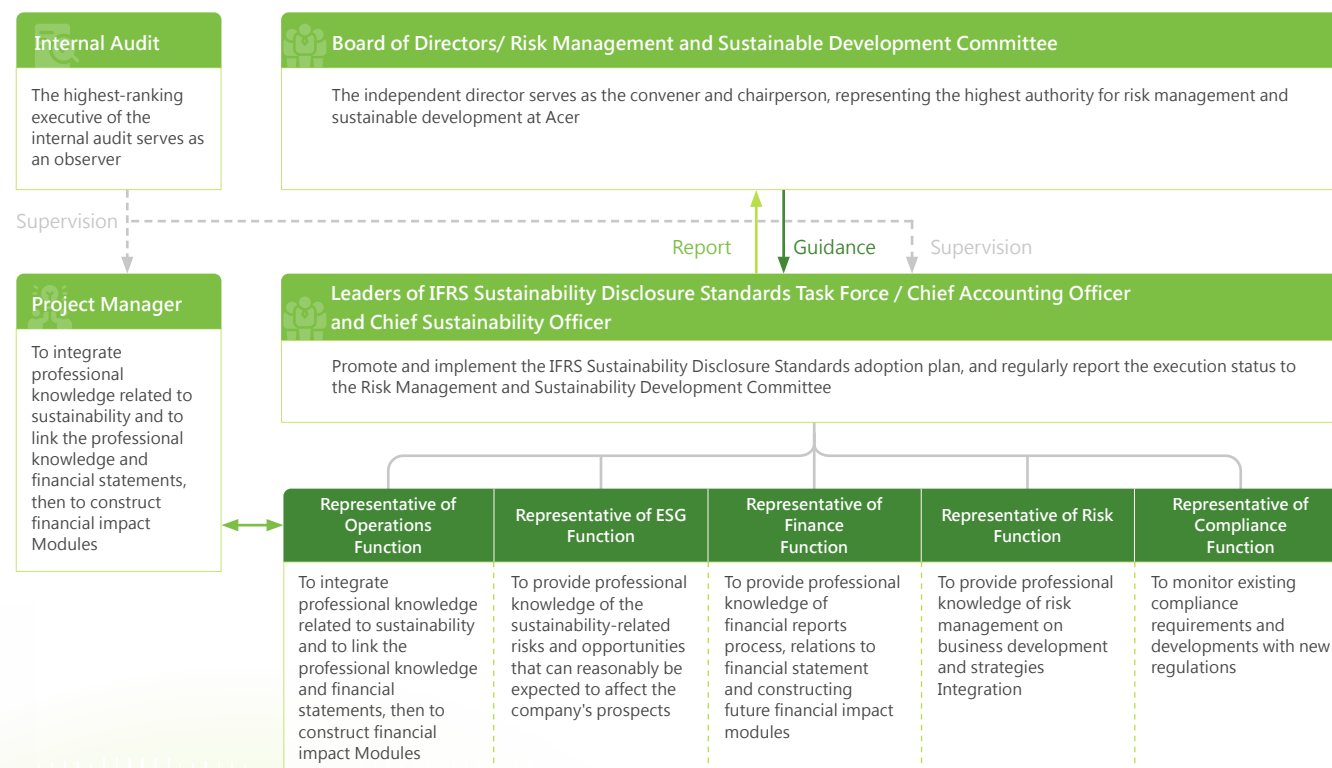 Internal Audit
The highest-ranking
executive of the
internal audit serves as
an observer
Board of Directors/ Risk Management and Sustainable Development Committee
The independent director serves as the convener and chairperson, representing the highest authority for risk management and
sustainable development at Acer
Supervision
Report
Guidance
Supervision
Project Manager
To integrate
professional
knowledge related to
sustainability and to
link the professional
knowledge and
financial statements,
then to construct
financial impact
Modules
Leaders of IFRS Sustainability Disclosure Standards Task Force / Chief Accounting Officer
and Chief Sustainability Officer
Promote and implement the IFRS Sustainability Disclosure Standards adoption plan, and regularly report the execution status to
the Risk Management and Sustainability Development Committee
Representative of
Operations
Function
To integrate
professional knowledge
related to sustainability
and to link the
professional knowledge
and financial
statements, then to
construct financial
impact Modules
Representative of ESG
Function
To provide professional
knowledge of the
sustainability-related
risks and opportunities
that can reasonably be
expected to affect the
company's prospects
Representative of
Finance
Function
To provide professional
knowledge of
financial reports
process, relations to
financial statement
and constructing
future financial impact
modules
Representative of Risk
Function
To provide professional
knowledge of risk
management on
business development
and strategies
Integration
Representative of
Compliance
Function
To monitor existing
compliance
requirements and
developments with new
regulations